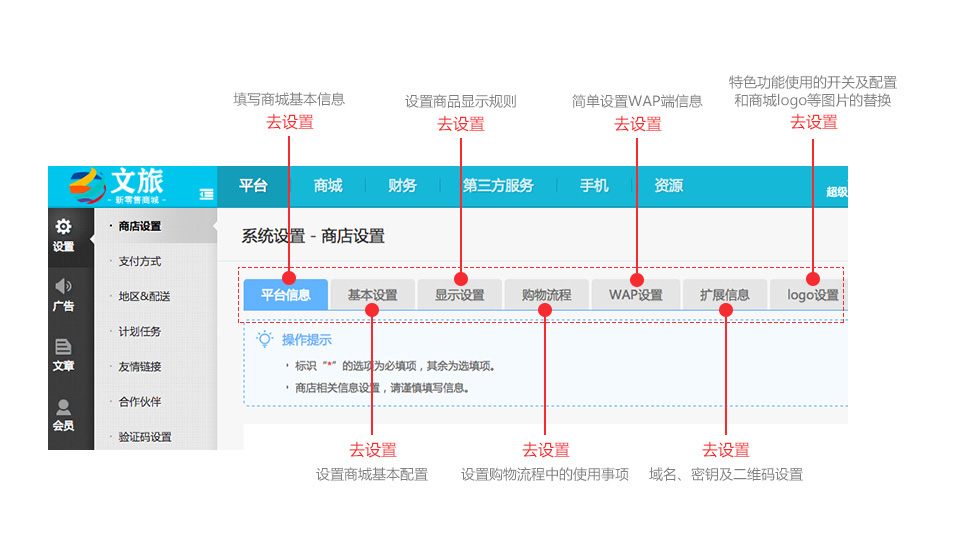 特色功能使用的开关及配置
和商城logo等图片的替换
去设置
填写商城基本信息
去设置
设置商品显示规则
去设置
简单设置WAP端信息
去设置
文旅
- 新零售商城 -
平台 商城 财务 第三方服务 手机 资源 超级
设置
广告
文章
会员
商店设置
支付方式
地区&配送
计划任务
友情链接
合作伙伴
验证码设置
系统设置 - 商店设置
平台信息 基本设置 显示设置 购物流程 WAP设置 扩展信息 logo设置
操作提示
标识 “*” 的选项为必填项，其余为选填项。
商店相关信息设置，请谨慎填写信息。
去设置
设置商城基本配置
去设置
设置购物流程中的使用事项
去设置
域名、密钥及二维码设置